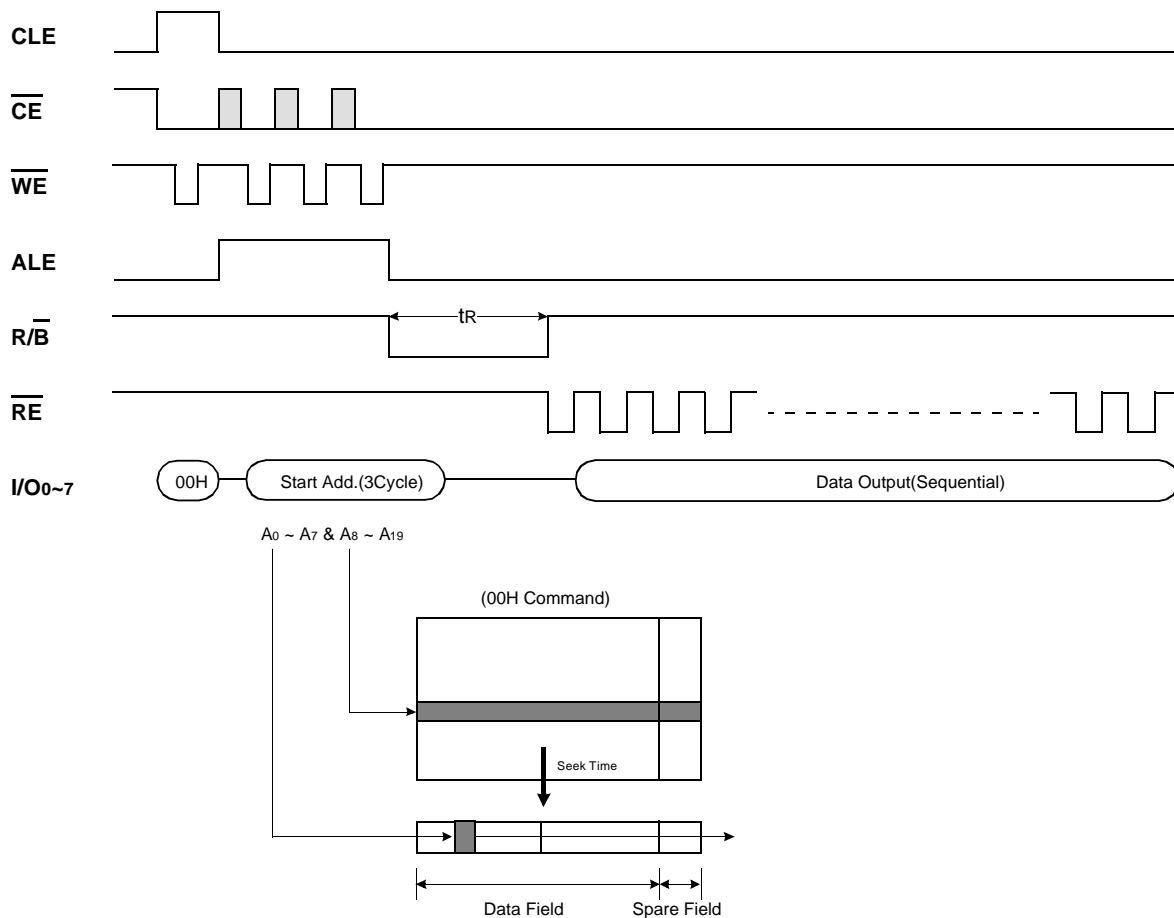 CLE
CE
WE
ALE
R/B
tR
RE
I/O0~7
00H
Start Add.(3Cycle)
Data Output(Sequential)
A0 ~ A7 & A8 ~ A19
(00H Command)
Seek Time
Data Field
Spare Field